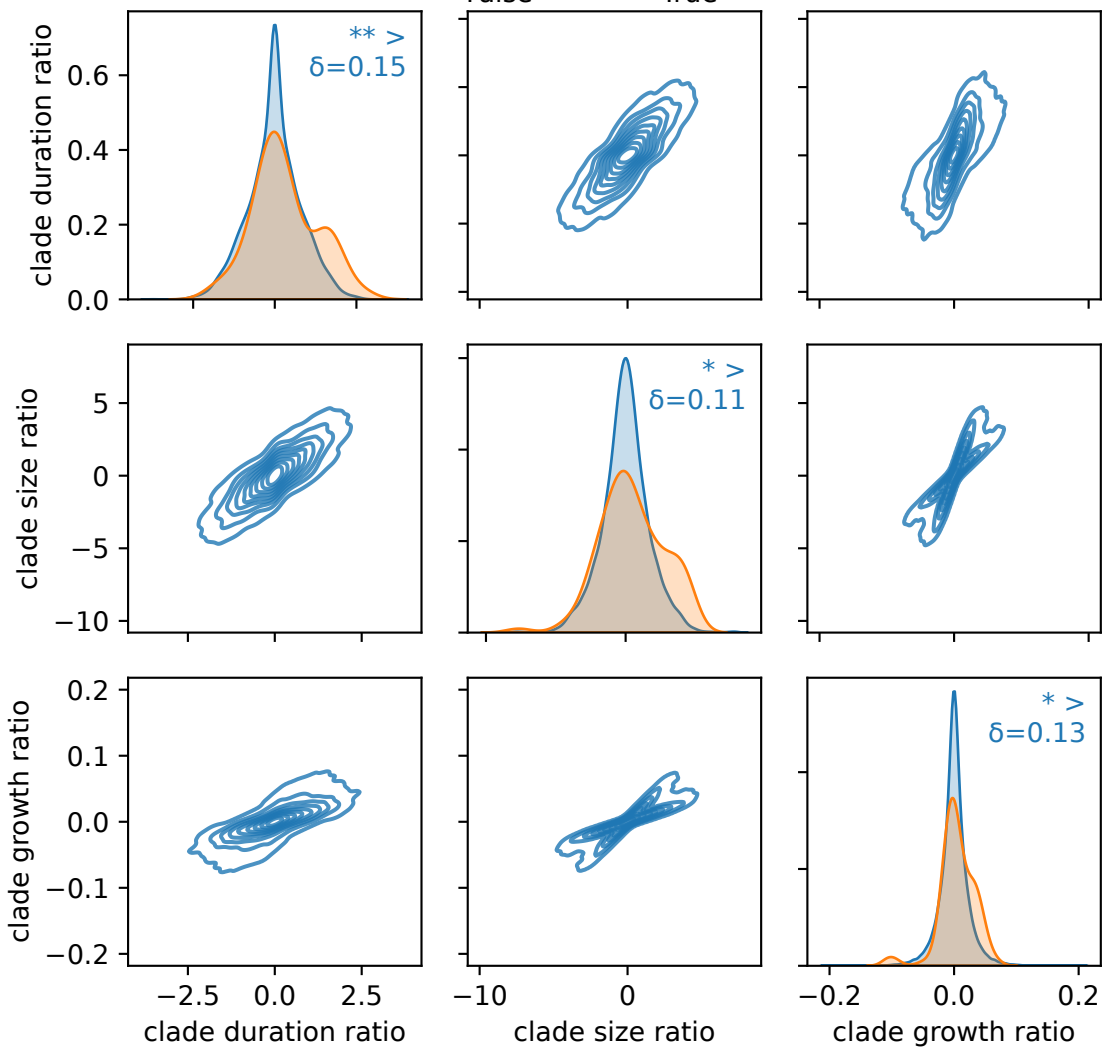 True
clade duration ratio
0.6
0.4
0.2
0.0
** >
δ=0.15
clade size ratio
5
0
−5
−10
* >
δ=0.11
clade growth ratio
0.2
0.1
0.0
−0.1
−0.2
* >
δ=0.13
−2.5
0.0
2.5
−10
0
−0.2
0.0
0.2
clade duration ratio
clade size ratio
clade growth ratio